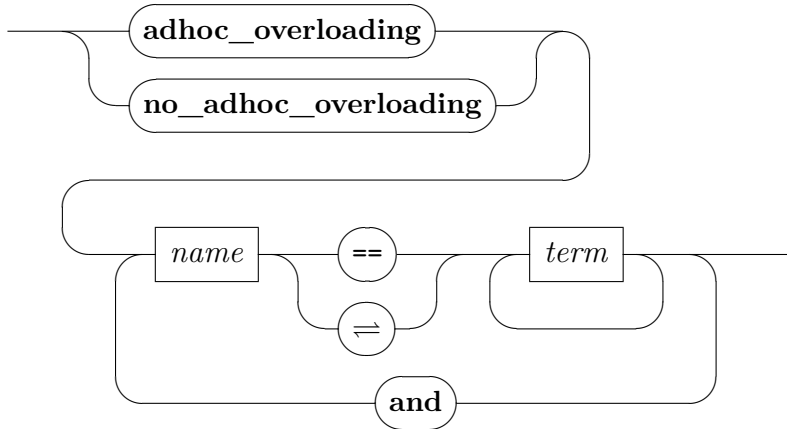 adhoc_overloading
no_adhoc_overloading
name == term
⇌
and